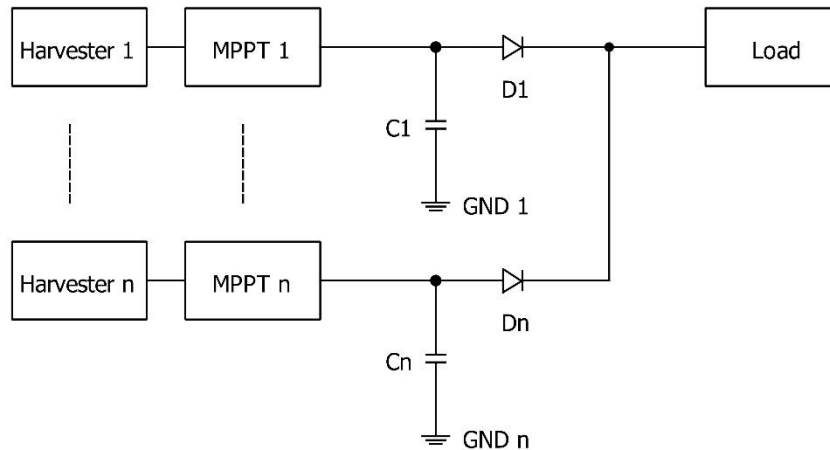 Harvester 1
MPPT 1
Load
D1
C1
GND 1
Harvester n
MPPT n
Dn
Cn
GND n